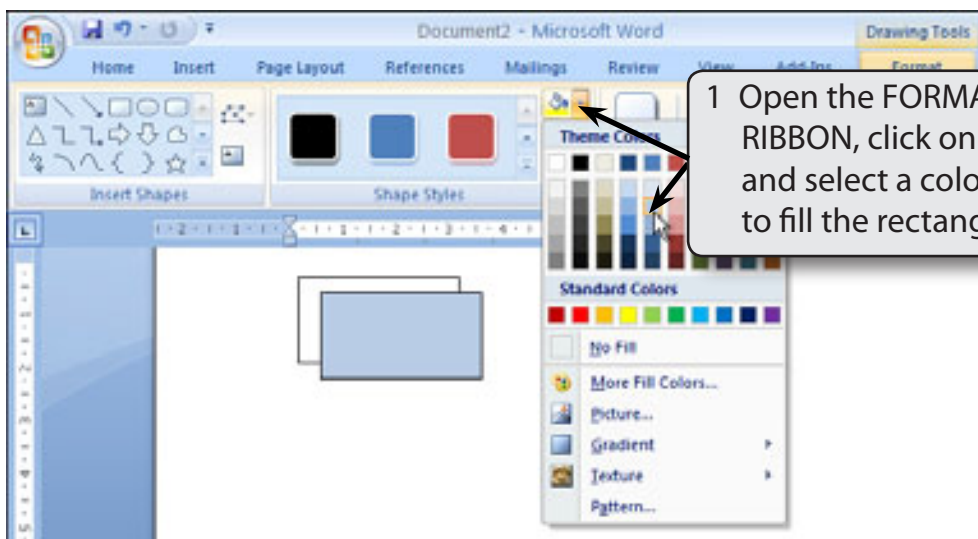 Document2 - Microsoft Word
Drawing Tools
Home Insert Page Layout References Mailings Review View Add-Ins Format
1 Open the FORMA
RIBBON, click on
and select a colo
to fill the rectang
Insert Shapes
Shape Styles
Theme Colors
Standard Colors
No Fill
More Fill Colors...
Picture...
Gradient
Texture
Pattern...